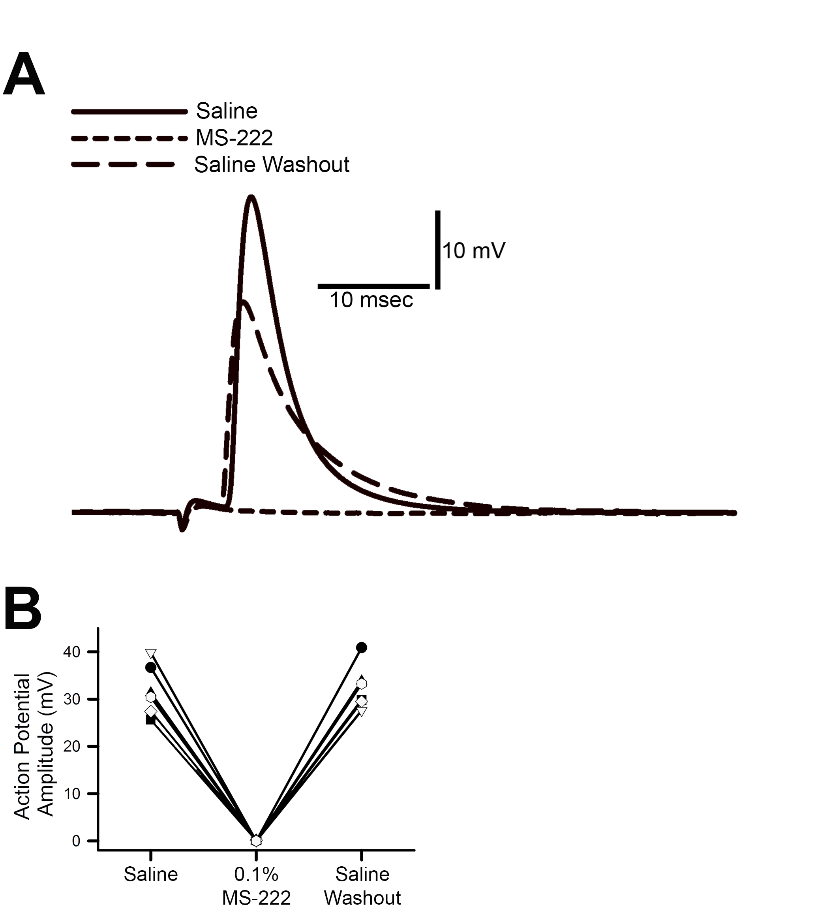 A
Saline
MS-222
Saline Washout
10 mV
10 msec
B
Action Potential
Amplitude (mV)
40
30
20
10
0
Saline
0.1%
MS-222
Saline
Washout